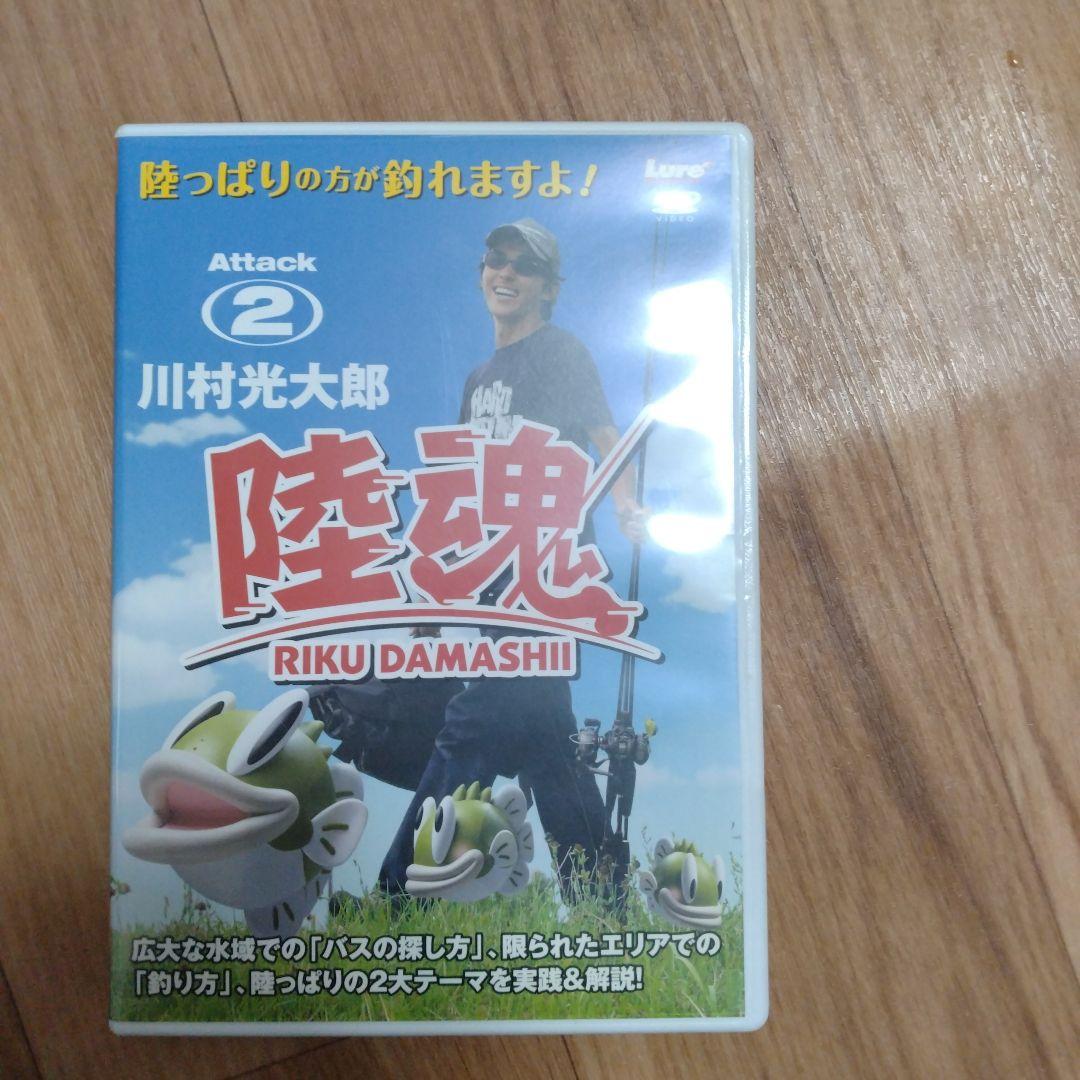 陸っぱりの方が釣れますよ!
Lure
VIDEO
Attack
2
川村光大郎
HARD
陸魂
RIKU DAMASHII
広大な水域での「バスの探し方」、限られたエリアでの
「釣り方」、陸っぱりの2大テーマを実践&解説!